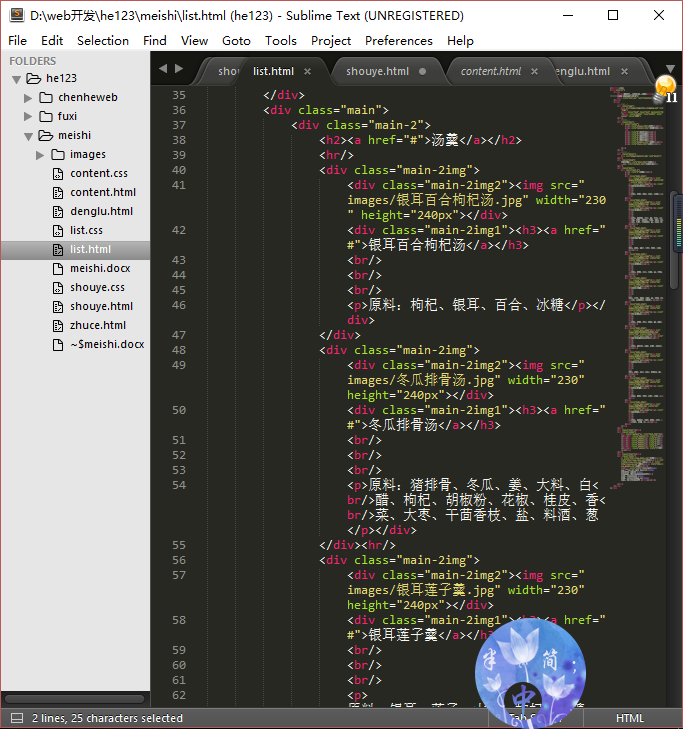 D:\web开发\he123\meishi\list.html (he123) - Sublime Text (UNREGISTERED)
File Edit Selection Find View Goto Tools Project Preferences Help
FOLDERS
he123
chenheweb
fuxi
meishi
images
content.css
content.html
denglu.html
list.css
list.html
meishi.docx
shouye.css
shouye.html
zhuce.html
~$meishi.docx
shou list.html × shouye.html content.html × englu.html ×
11
35 </div>
36 <div class="main">
37 <div class="main-2">
38 <h2><a href="#">汤羹</a></h2>
39 <hr/>
40 <div class="main-2img">
41 <div class="main-2img2"><img src="
images/银耳百合枸杞汤.jpg" width="230
" height="240px"></div>
42 <div class="main-2img1"><h3><a href="
#">银耳百合枸杞汤</a></h3>
43 <br/>
44 <br/>
45 <br/>
46 <p>原料: 枸杞、银耳、百合、冰糖</p></
div>
47 </div>
48 <div class="main-2img">
49 <div class="main-2img2"><img src="
images/冬瓜排骨汤.jpg" width="230"
height="240px"></div>
50 <div class="main-2img1"><h3><a href="
#">冬瓜排骨汤</a></h3>
51 <br/>
52 <br/>
53 <br/>
54 <p>原料: 猪排骨、冬瓜、姜、大料、白<
br/>醋、枸杞、胡椒粉、花椒、桂皮、香<
br/>菜、大枣、干茴香枝、盐、料酒、葱
</p></div>
55 </div><hr/>
56 <div class="main-2img">
57 <div class="main-2img2"><img src="
images/银耳莲子羹.jpg" width="230"
height="240px"></div>
58 <div class="main-2img1"><h3><a href="
#">银耳莲子羹</a></h3
59 <br/>
60 <br/>
61 <br/>
62 <p>
半 简 ;
中
2 lines, 25 characters selected
HTML